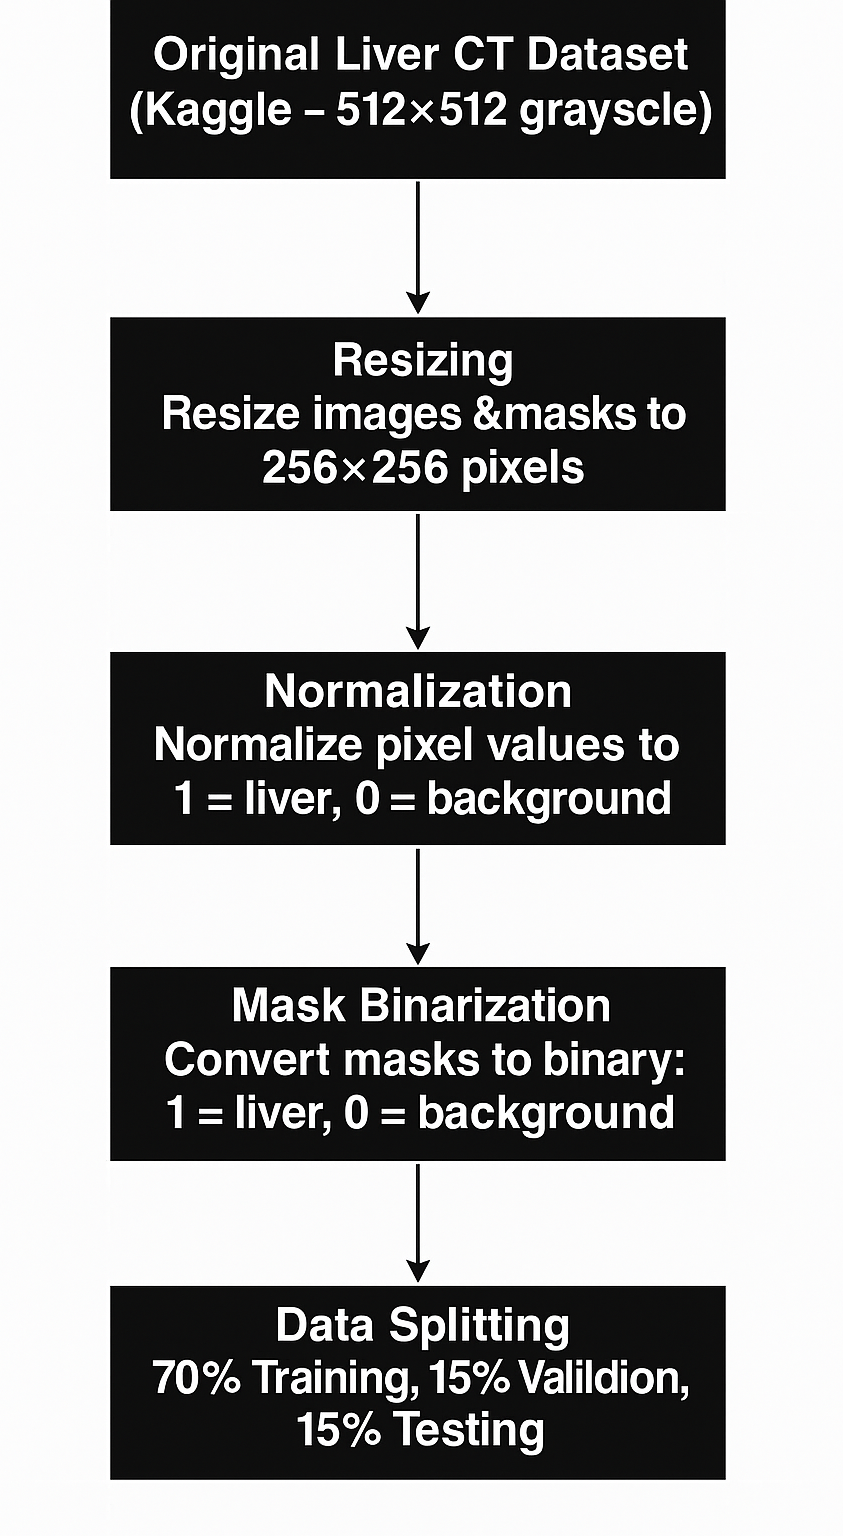 Original Liver CT Dataset
(Kaggle – 512×512 grayscle)
Resizing
Resize images &masks to
256×256 pixels
Normalization
Normalize pixel values to
1 = liver, 0 = background
Mask Binarization
Convert masks to binary:
1 = liver, 0 = background
Data Splitting
70% Training, 15% Valildion,
15% Testing